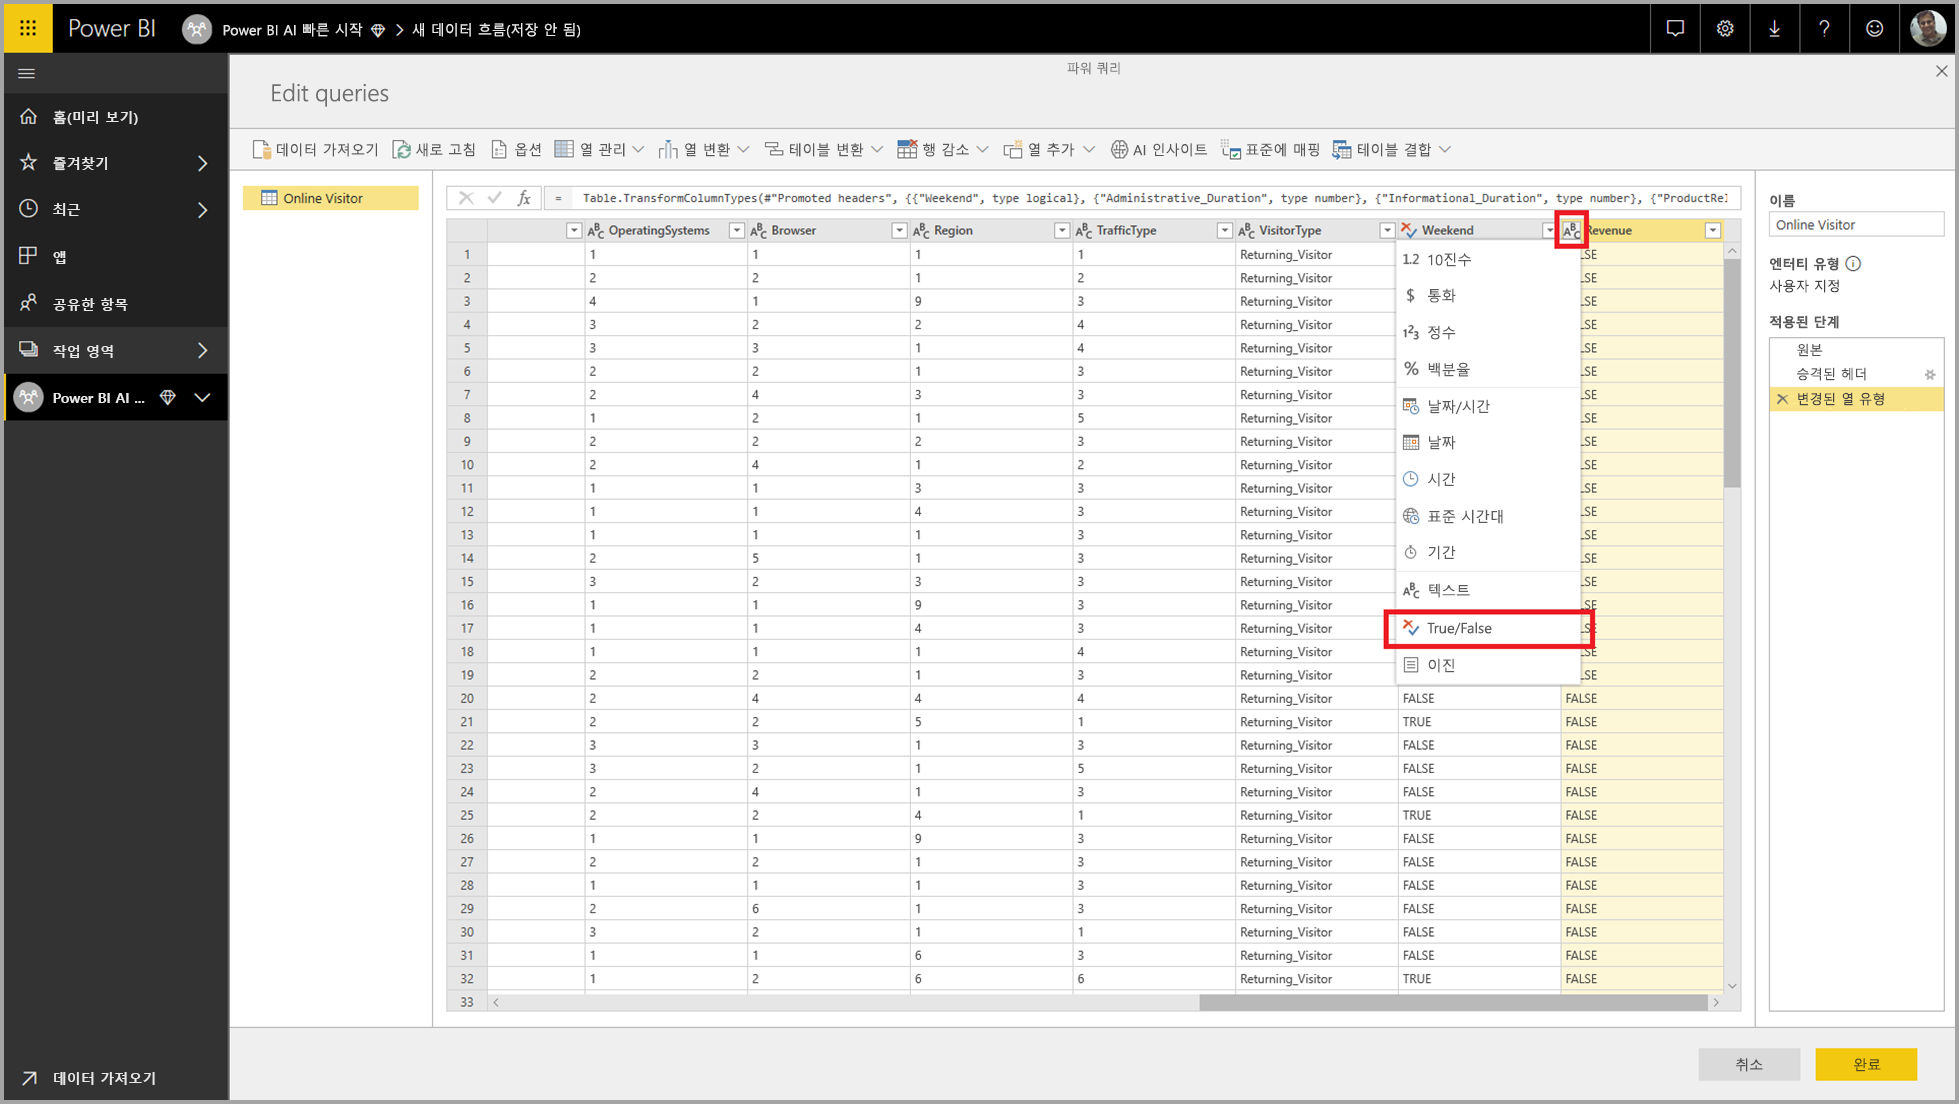 Power BI Power BI AI 빠른 시작 > 새 데이터 흐름(저장 안 됨) ?
파워 쿼리
Edit queries
홈(미리 보기)
즐겨찾기
최근
앱
공유한 항목
작업 영역
Power BI AI ...
데이터 가져오기
데이터 가져오기 새로 고침 옵션 열 관리 열 변환 테이블 변환 행 감소 열 추가 AI 인사이트 표준에 매핑 테이블 결합
Online Visitor
fx = Table.TransformColumnTypes(#"Promoted headers", {{"Weekend", type logical}, {"Administrative_Duration", type number}, {"Informational_Duration", type number}, {"ProductRel
ABC OperatingSystems ABC Browser ABC Region ABC TrafficType ABC VisitorType Weekend ABC Revenue
1 1 1 1 1 Returning_Visitor LSE
2 2 2 1 2 Returning_Visitor LSE
3 4 1 9 3 Returning_Visitor LSE
4 3 2 2 4 Returning_Visitor LSE
5 3 3 1 4 Returning_Visitor LSE
6 2 2 1 3 Returning_Visitor LSE
7 2 4 3 3 Returning_Visitor LSE
8 1 2 1 5 Returning_Visitor LSE
9 2 2 2 3 Returning_Visitor LSE
10 2 4 1 2 Returning_Visitor LSE
11 1 1 3 3 Returning_Visitor LSE
12 1 1 4 3 Returning_Visitor LSE
13 1 1 1 3 Returning_Visitor LSE
14 2 5 1 3 Returning_Visitor LSE
15 3 2 3 3 Returning_Visitor LSE
16 1 1 9 3 Returning_Visitor LSE
17 1 1 4 3 Returning_Visitor LSE
18 1 1 1 4 Returning_Visitor LSE
19 2 2 1 3 Returning_Visitor LSE
20 2 4 4 4 Returning_Visitor FALSE FALSE
21 2 2 5 1 Returning_Visitor TRUE FALSE
22 3 3 1 3 Returning_Visitor FALSE FALSE
23 3 2 1 5 Returning_Visitor FALSE FALSE
24 2 4 1 3 Returning_Visitor FALSE FALSE
25 2 2 4 1 Returning_Visitor TRUE FALSE
26 1 1 9 3 Returning_Visitor FALSE FALSE
27 2 2 1 3 Returning_Visitor FALSE FALSE
28 1 1 1 3 Returning_Visitor FALSE FALSE
29 2 6 1 3 Returning_Visitor FALSE FALSE
30 3 2 1 1 Returning_Visitor FALSE FALSE
31 1 1 6 3 Returning_Visitor FALSE FALSE
32 1 2 6 6 Returning_Visitor TRUE FALSE
33
1.2 10진수
$ 통화
123 정수
% 백분율
날짜/시간
날짜
시간
표준 시간대
기간
ABC 텍스트
True/False
이진
이름
Online Visitor
엔터티 유형
사용자 지정
적용된 단계
원본
승격된 헤더
변경된 열 유형
취소 완료